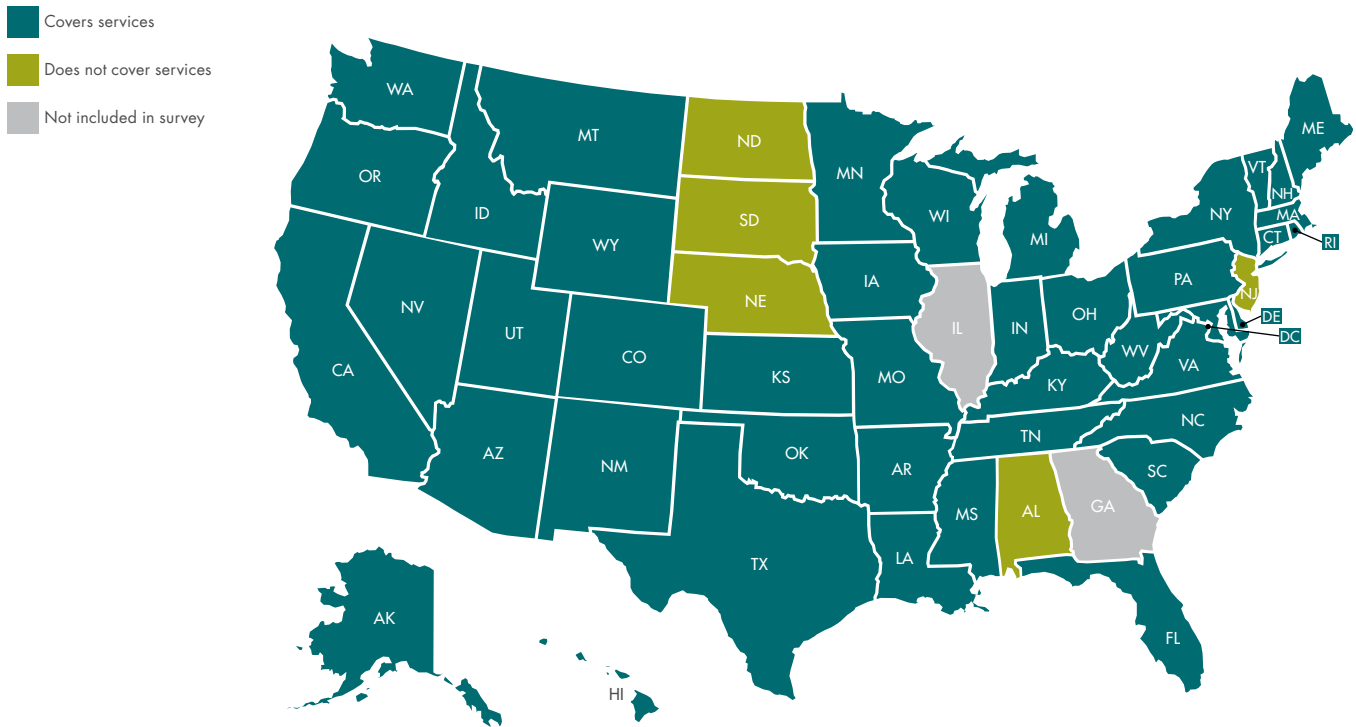 Covers services
Does not cover services
Not included in survey
WA
MT
ND
MN
ME
OR
ID
SD
WI
VT
NH
NY
MA
WY
MI
CT
RI
NV
NE
IA
PA
NJ
UT
CO
IL
IN
OH
DE
DC
CA
KS
MO
WV
VA
KY
AZ
NM
OK
AR
TN
NC
SC
TX
LA
MS
AL
GA
AK
FL
HI